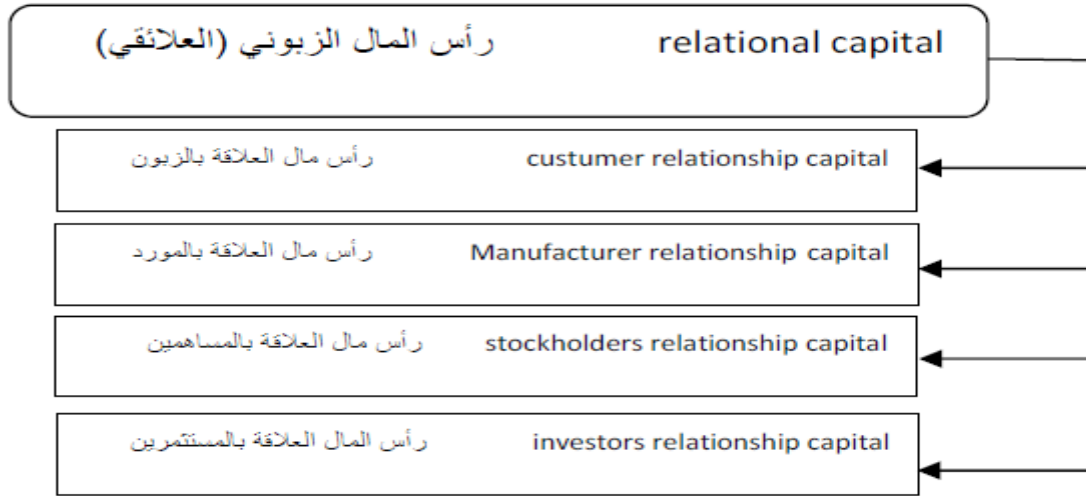 رأس المال الزبوني (العلائقي) relational capital
رأس مال العلاقة بالزبون custumer relationship capital
رأس مال العلاقة بالمورد Manufacturer relationship capital
رأس مال العلاقة بالمساهمين stockholders relationship capital
رأس المال العلاقة بالمستثمرين investors relationship capital